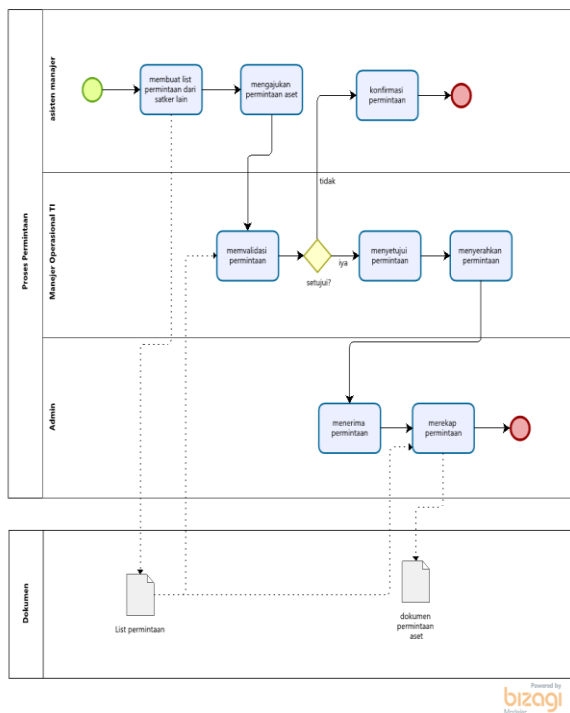 Proses Permintaan
asisten manajer
membuat list
permintaan dari
satker lain
mengajukan
permintaan aset
konfirmasi
permintaan
tidak
Manajer Operasional TI
memvalidasi
permintaan
setujui?
iya
menyetujui
permintaan
menyerahkan
permintaan
Admin
menerima
permintaan
merekap
permintaan
Dokumen
List permintaan
dokumen
permintaan
aset
Powered by
bizagi
Modeler